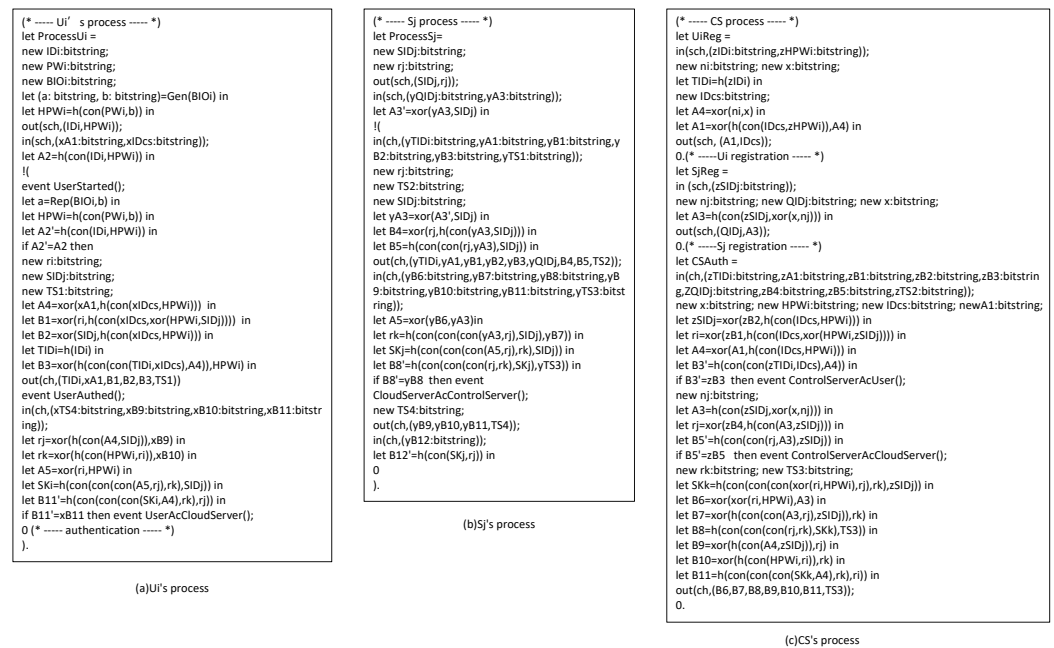 (* ----- Ui’ s process ----- *)
let ProcessUi =
new IDi:bitstring;
new PWi:bitstring;
new BIOi:bitstring;
let (a: bitstring, b: bitstring)=Gen(BIOi) in
let HPWi=h(con(PWi,b)) in
out(sch,(IDi,HPWi));
in(sch,(xA1:bitstring,xIDcs:bitstring));
let A2=h(con(IDi,HPWi)) in
!(
event UserStarted();
let a=Rep(BIOi,b) in
let HPWi=h(con(PWi,b)) in
let A2'=h(con(IDi,HPWi)) in
if A2'=A2 then
new ri:bitstring;
new SIDj:bitstring;
new TS1:bitstring;
let A4=xor(xA1,h(con(xIDcs,HPWi))) in
let B1=xor(ri,h(con(xIDcs,xor(HPWi,SIDj)))) in
let B2=xor(SIDj,h(con(xIDcs,HPWi))) in
let TIDi=h(IDi) in
let B3=xor(h(con(con(TIDi,xIDcs),A4)),HPWi) in
out(ch,(TIDi,xA1,B1,B2,B3,TS1))
event UserAuthed();
in(ch,(xTS4:bitstring,xB9:bitstring,xB10:bitstring,xB11:bitstr
ing));
let rj=xor(h(con(A4,SIDj)),xB9) in
let rk=xor(h(con(HPWi,ri)),xB10) in
let A5=xor(ri,HPWi) in
let SKi=h(con(con(con(A5,rj),rk),SIDj)) in
let B11'=h(con(con(con(SKi,A4),rk),rj)) in
if B11'=xB11 then event UserAcCloudServer();
0 (* ----- authentication ----- *)
).
(a)Ui's process
(* ----- Sj process ----- *)
let ProcessSj=
new SIDj:bitstring;
new rj:bitstring;
out(sch,(SIDj,rj));
in(sch,(yQIDj:bitstring,yA3:bitstring));
let A3'=xor(yA3,SIDj) in
!(
in(ch,(yTIDi:bitstring,yA1:bitstring,yB1:bitstring,y
B2:bitstring,yB3:bitstring,yTS1:bitstring));
new rj:bitstring;
new TS2:bitstring;
new SIDj:bitstring;
let yA3=xor(A3',SIDj) in
let B4=xor(rj,h(con(yA3,SIDj))) in
let B5=h(con(con(rj,yA3),SIDj)) in
out(ch,(yTIDi,yA1,yB1,yB2,yB3,yQIDj,B4,B5,TS2));
in(ch,(yB6:bitstring,yB7:bitstring,yB8:bitstring,yB
9:bitstring,yB10:bitstring,yB11:bitstring,yTS3:bitst
ring));
let A5=xor(yB6,yA3)in
let rk=h(con(con(con(yA3,rj),SIDj),yB7)) in
let SKj=h(con(con(con(A5,rj),rk),SIDj)) in
let B8'=h(con(con(con(rj,rk),SKj),yTS3)) in
if B8'=yB8 then event
CloudServerAcControlServer();
new TS4:bitstring;
out(ch,(yB9,yB10,yB11,TS4));
in(ch,(yB12:bitstring));
let B12'=h(con(SKj,rj)) in
0
).
(b)Sj's process
(* ----- CS process ----- *)
let UiReg =
in(sch,(zIDi:bitstring,zHPWi:bitstring));
new ni:bitstring; new x:bitstring;
let TIDi=h(zIDi) in
new IDcs:bitstring;
let A4=xor(ni,x) in
let A1=xor(h(con(IDcs,zHPWi)),A4) in
out(sch, (A1,IDcs));
0.(* -----Ui registration ----- *)
let SjReg =
in (sch,(zSIDj:bitstring));
new nj:bitstring; new QIDj:bitstring; new x:bitstring;
let A3=h(con(zSIDj,xor(x,nj))) in
out(sch,(QIDj,A3));
0.(* -----Sj registration ----- *)
let CSAuth =
in(ch,(zTIDi:bitstring,zA1:bitstring,zB1:bitstring,zB2:bitstring,zB3:bitstrin
g,ZQIDj:bitstring,zB4:bitstring,zB5:bitstring,zTS2:bitstring));
new x:bitstring; new HPWi:bitstring; new IDcs:bitstring; newA1:bitstring;
let zSIDj=xor(zB2,h(con(IDcs,HPWi))) in
let ri=xor(zB1,h(con(IDcs,xor(HPWi,zSIDj)))) in
let A4=xor(A1,h(con(IDcs,HPWi))) in
let B3'=h(con(con(zTIDi,IDcs),A4)) in
if B3'=zB3 then event ControlServerAcUser();
new nj:bitstring;
let A3=h(con(zSIDj,xor(x,nj))) in
let rj=xor(zB4,h(con(A3,zSIDj))) in
let B5'=h(con(con(rj,A3),zSIDj)) in
if B5'=zB5 then event ControlServerAcCloudServer();
new rk:bitstring; new TS3:bitstring;
let SKk=h(con(con(con(xor(ri,HPWi),rj),rk),zSIDj)) in
let B6=xor(xor(ri,HPWi),A3) in
let B7=xor(h(con(con(A3,rj),zSIDj)),rk) in
let B8=h(con(con(con(rj,rk),SKk),TS3)) in
let B9=xor(h(con(A4,zSIDj)),rj) in
let B10=xor(h(con(HPWi,ri)),rk) in
let B11=h(con(con(con(SKk,A4),rk),ri)) in
out(ch,(B6,B7,B8,B9,B10,B11,TS3));
0.
(c)CS's process